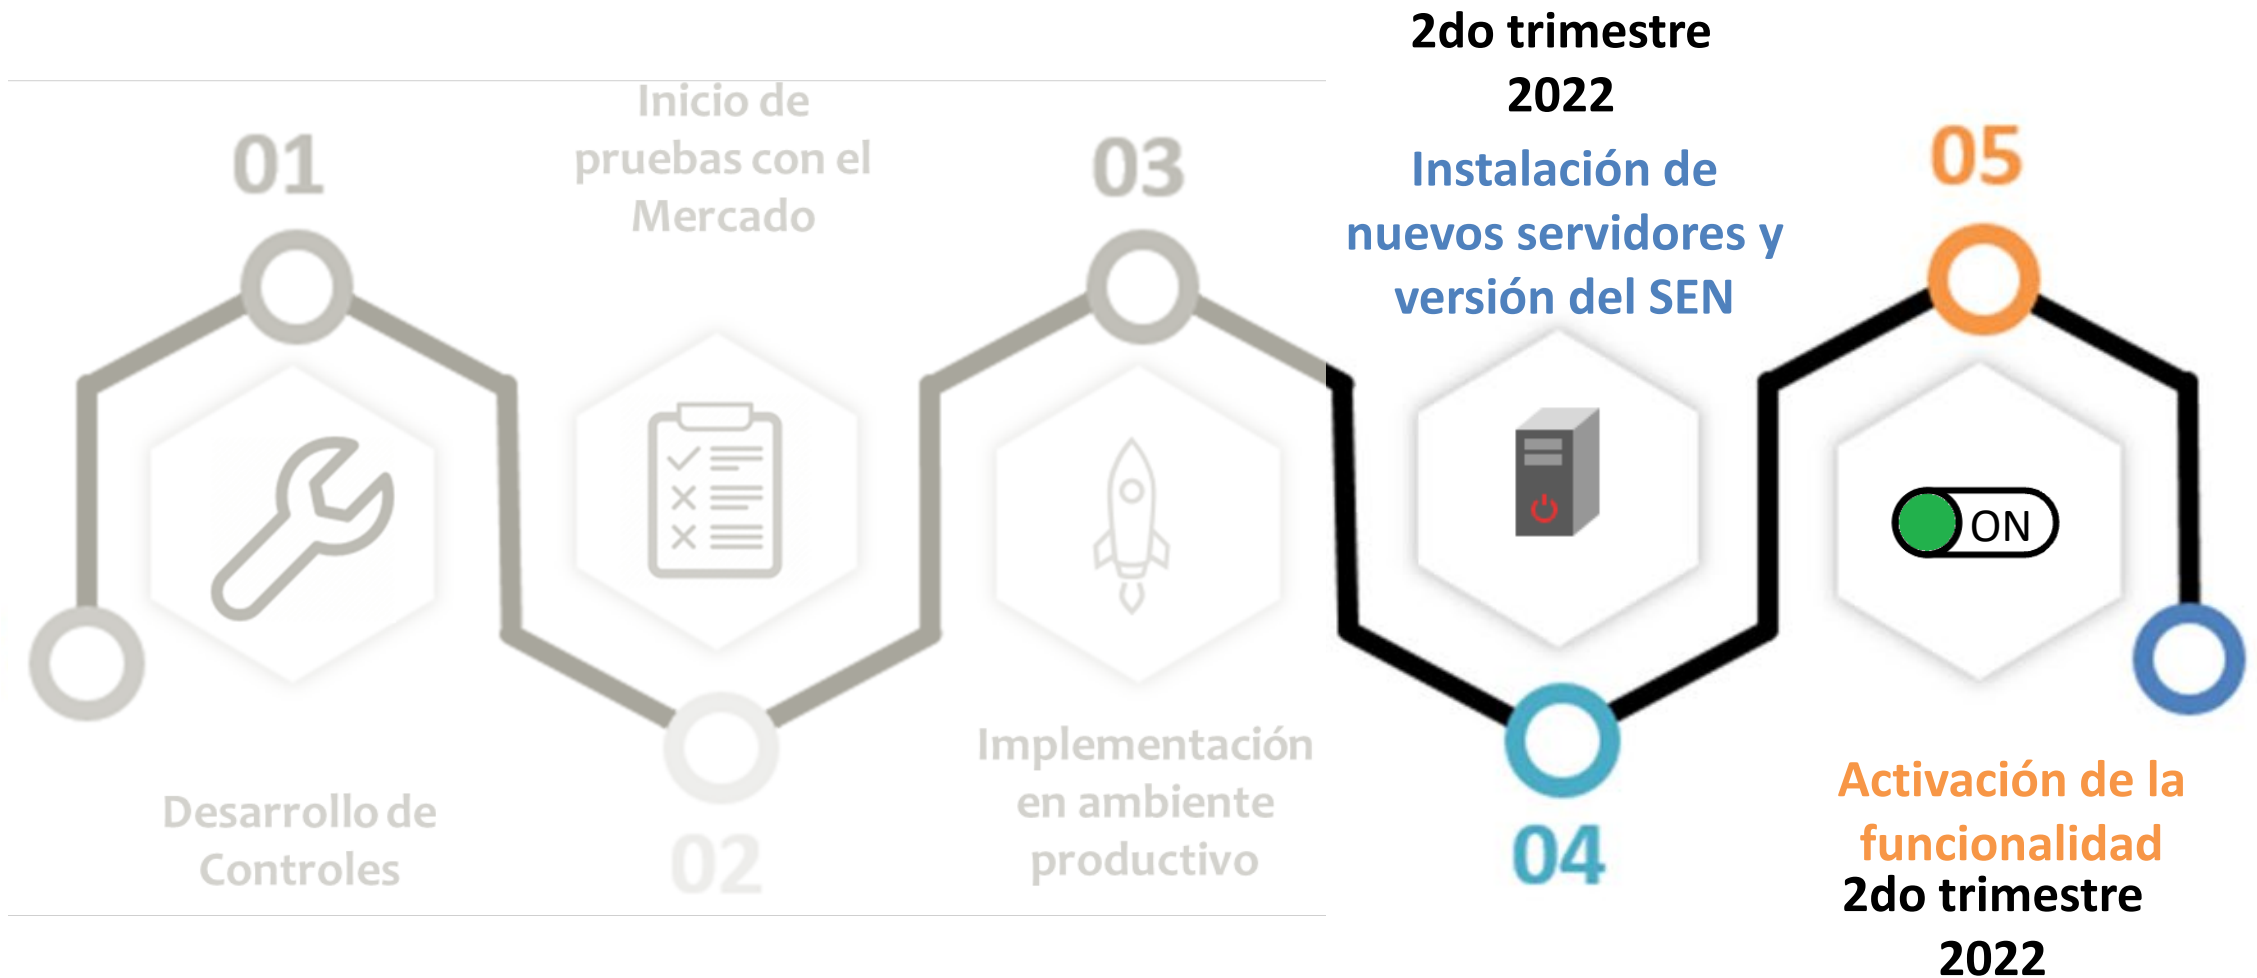 01
Desarrollo de
Controles
Inicio de
pruebas con el
Mercado
02
03
Implementación
en ambiente
productivo
2do trimestre
2022
Instalación de
nuevos servidores y
versión del SEN
04
05
ON
Activación de la
funcionalidad
2do trimestre
2022